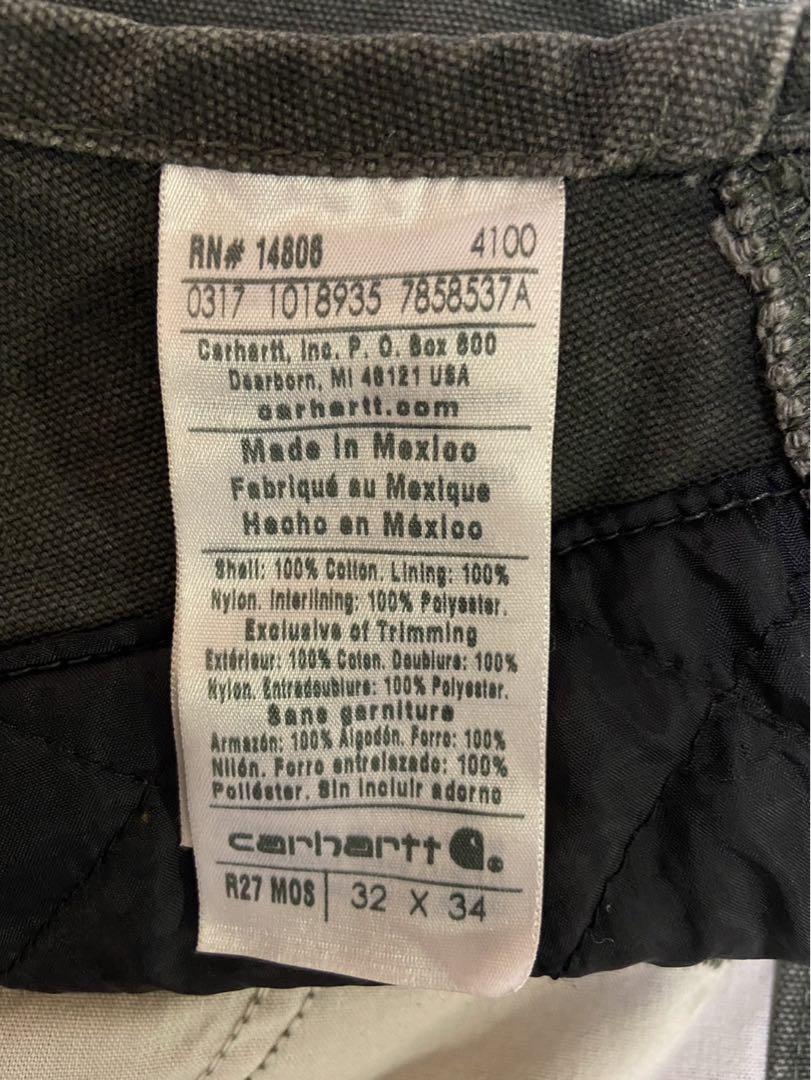 RN# 14806 4100
0317 1018935 7858537A
Carhartt, Inc. P. O. Box 600
Dearborn, MI 48121 USA
carhartt.com
Made in Mexico
Fabriqué au Mexique
Hecho en México
Shell: 100% Cotton. Lining: 100%
Nylon. Interlining: 100% Polyester.
Exclusive of Trimming
Extérieur: 100% Coton. Doublure: 100%
Nylon. Entredoublure: 100% Polyester.
Sans garniture
Armazón: 100% Algodón. Forro: 100%
Nilón. Forro entrelazado: 100%
Poliéster. Sin incluir adorno
carhartt
R27 MOS 32 X 34